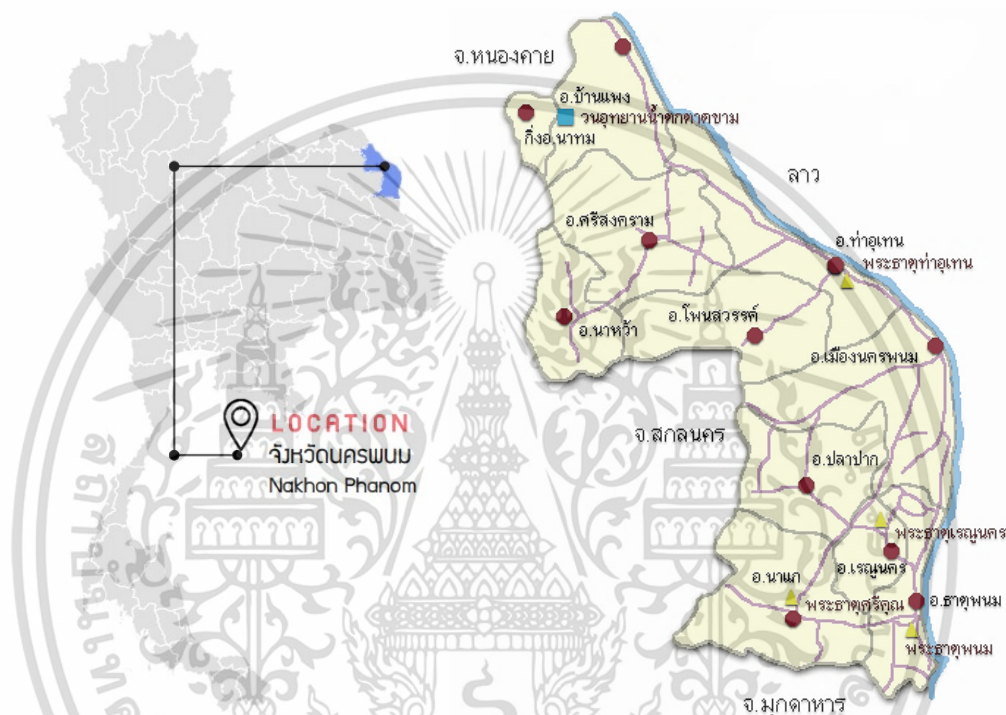 จ.หนองคาย
อ.บ้านแพง
วนอุทยานน้ำตกตาดขาม
กิ่งอ.นาทม
ลาว
อ.ศรีสงคราม
อ.ท่าอุเทน
พระธาตุท่าอุเทน
อ.นาหว้า
อ.โพนสวรรค์
อ.เมืองนครพนม
LOCATION
จังหวัดนครพนม
Nakhon Phanom
จ.สกลนคร
อ.ปลาปาก
พระธาตุเรณูนคร
อ.เรณูนคร
อ.นาแก
พระธาตุศรีคุณ
อ.ธาตุพนม
พระธาตุพนม
จ.มุกดาหาร